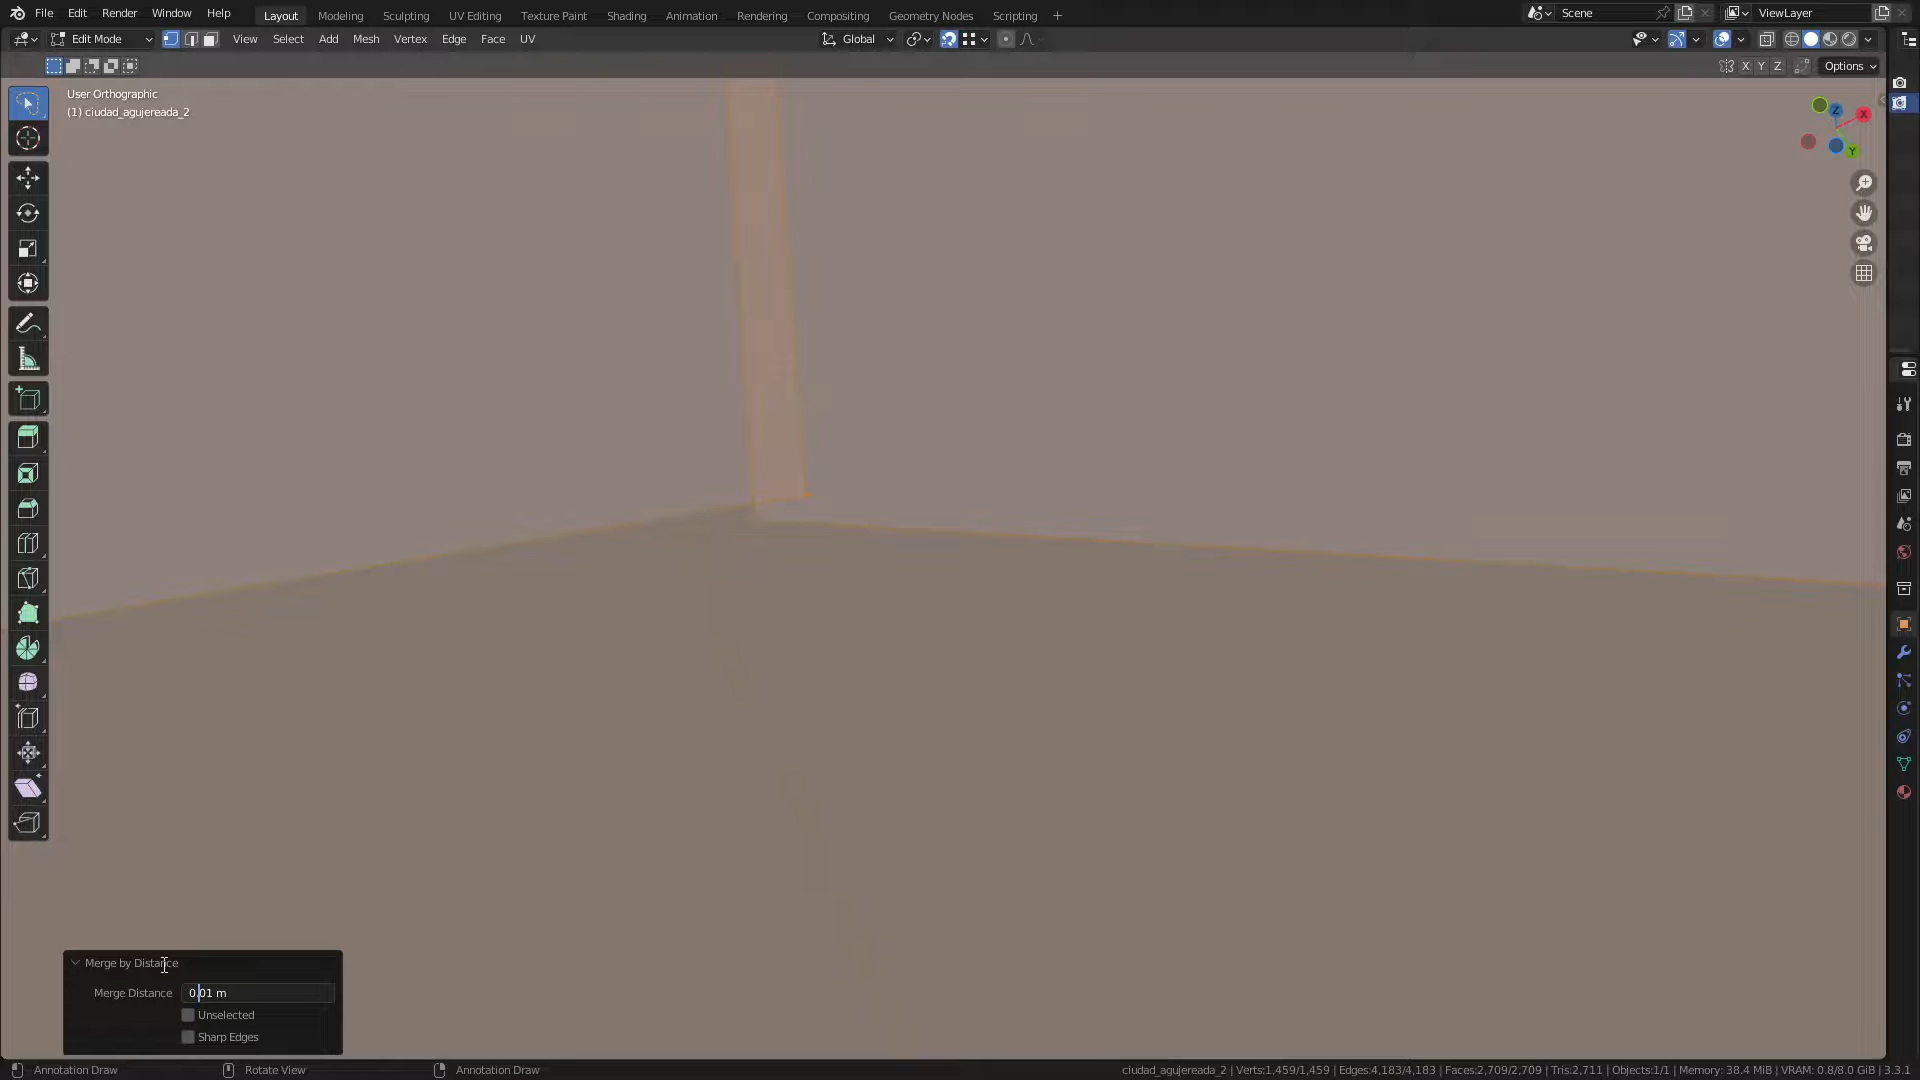 File Edit Render Window Help Layout Modeling Sculpting UV Editing Texture Paint Shading Animation Rendering Compositing Geometry Nodes Scripting + Scene ViewLayer
Edit Mode View Select Add Mesh Vertex Edge Face UV Global
X Y Z Options
User Orthographic
(1) ciudad_agujereada_2
Z X
Y
Merge by Distance
Merge Distance 0.01 m
Unselected
Sharp Edges
Annotation Draw Rotate View Annotation Draw ciudad_agujereada_2 | Verts:1,459/1,459 | Edges:4,183/4,183 | Faces:2,709/2,709 | Tris:2,711 | Objects:1/1 | Memory: 38.4 MiB | VRAM: 0.8/8.0 GiB | 3.3.1